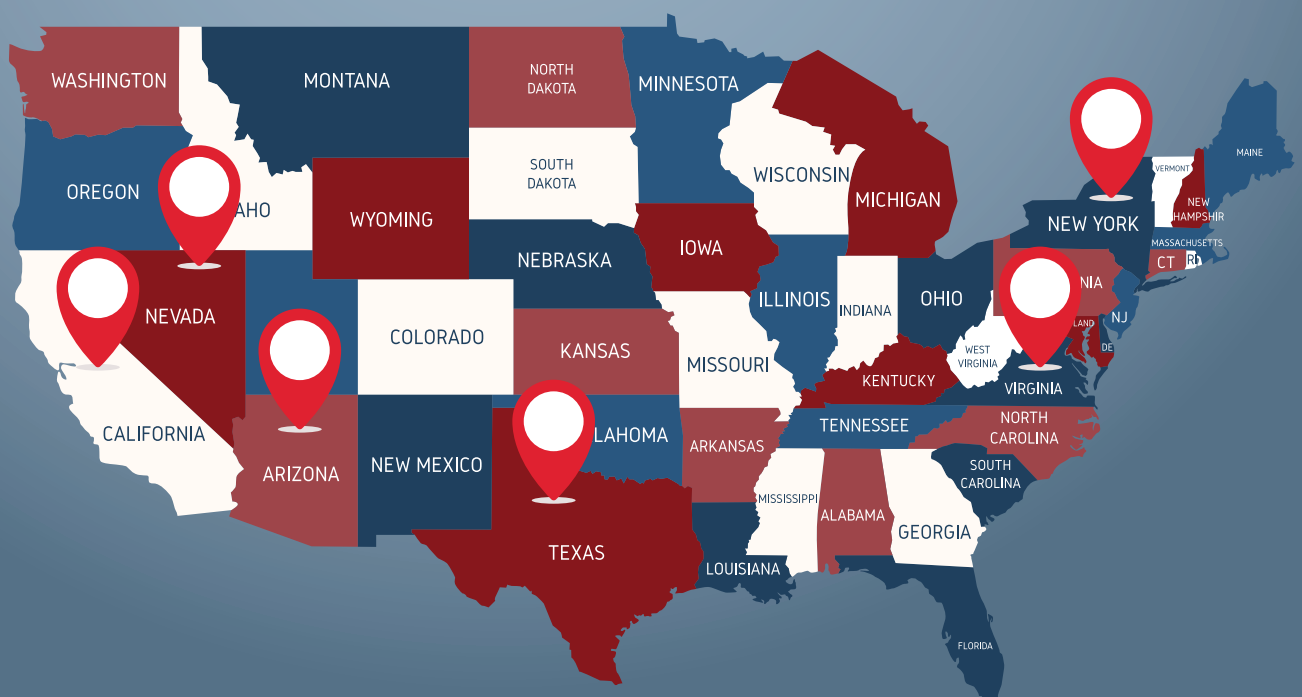 WASHINGTON
MONTANA
NORTH
DAKOTA
MINNESOTA
MAINE
VERMONT
OREGON
AHO
SOUTH
DAKOTA
WISCONSIN
MICHIGAN
NEW
HAMPSHIR
WYOMING
NEW YORK
MASSACHUSETTS
IOWA
NEBRASKA
CT
RI
NIA
NEVADA
ILLINOIS
INDIANA
OHIO
NJ
LAND
COLORADO
KANSAS
DE
WEST
VIRGINIA
MISSOURI
KENTUCKY
VIRGINIA
CALIFORNIA
LAHOMA
TENNESSEE
NORTH
CAROLINA
ARIZONA
NEW MEXICO
ARKANSAS
SOUTH
CAROLINA
MISSISSIPPI
ALABAMA
GEORGIA
TEXAS
LOUISIANA
FLORIDA